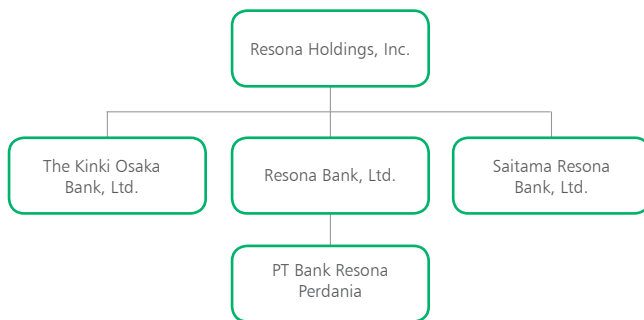 Resona Holdings, Inc.
The Kinki Osaka
Bank, Ltd.
Resona Bank, Ltd.
Saitama Resona
Bank, Ltd.
PT Bank Resona
Perdania